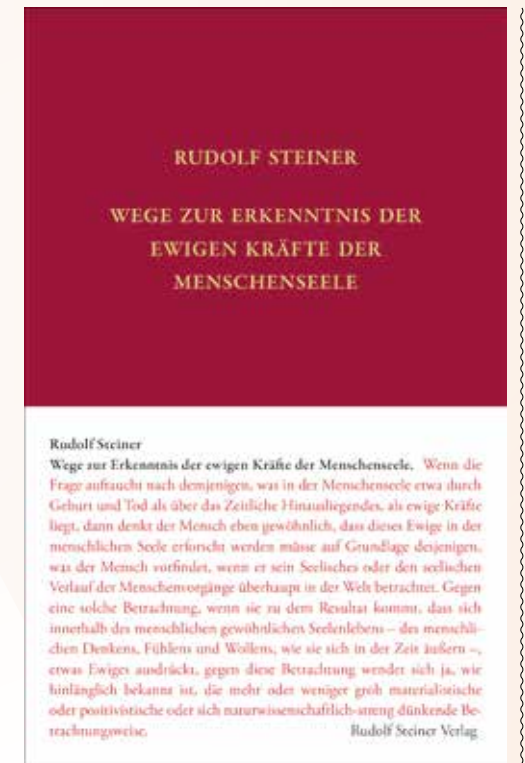 RUDOLF STEINER
WEGE ZUR ERKENNTNIS DER
EWIGEN KRÄFTE DER
MENSCHENSEELE
Rudolf Steiner
Wege zur Erkenntnis der ewigen Kräfte der Menschenseele. Wenn die
Frage auftaucht nach demjenigen, was in der Menschenseele etwa durch
Geburt und Tod als über das Zeitliche Hinausliegendes, als ewige Kräfte
liegt, dann denkt der Mensch eben gewöhnlich, dass dieses Ewige in der
menschlichen Seele erforscht werden müsse auf Grundlage desjenigen,
was der Mensch vorfindet, wenn er sein Seelisches oder den seelischen
Verlauf der Menschenvorgänge überhaupt in der Welt betrachtet. Gegen
eine solche Betrachtung, wenn sie zu dem Resultat kommt, dass sich
innerhalb des menschlichen gewöhnlichen Seelenlebens – des menschli-
chen Denkens, Fühlens und Wollens, wie sie sich in der Zeit äußern –,
etwas Ewiges ausdrückt, gegen diese Betrachtung wendet sich ja, wie
hinlänglich bekannt ist, die mehr oder weniger grob materialistische
oder positivistische oder sich naturwissenschaftlich-streng dünkende Be-
trachtungsweise. Rudolf Steiner Verlag